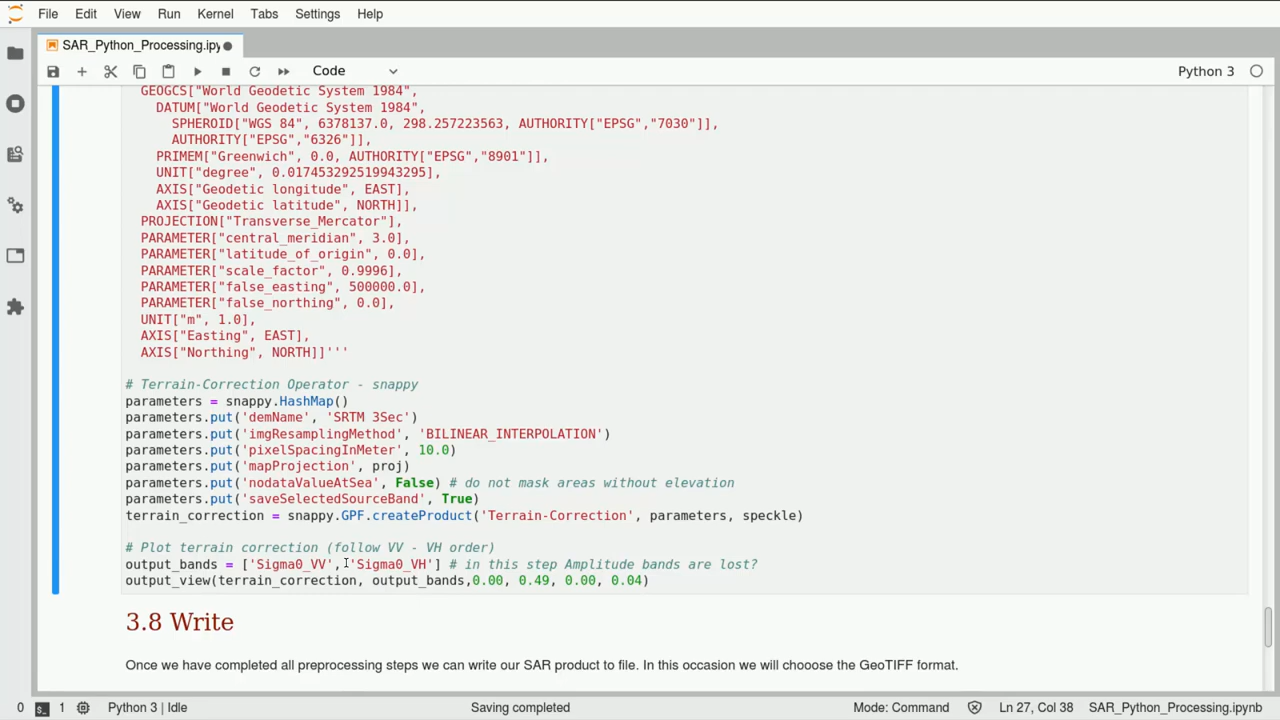 File Edit View Run Kernel Tabs Settings Help
SAR_Python_Processing.ipy
Code Python 3
GEOGCS["World Geodetic System 1984",
DATUM["World Geodetic System 1984",
SPHEROID["WGS 84", 6378137.0, 298.257223563, AUTHORITY["EPSG","7030"]],
AUTHORITY["EPSG","6326"]],
PRIMEM["Greenwich", 0.0, AUTHORITY["EPSG","8901"]],
UNIT["degree", 0.017453292519943295],
AXIS["Geodetic longitude", EAST],
AXIS["Geodetic latitude", NORTH]],
PROJECTION["Transverse_Mercator"],
PARAMETER["central_meridian", 3.0],
PARAMETER["latitude_of_origin", 0.0],
PARAMETER["scale_factor", 0.9996],
PARAMETER["false_easting", 500000.0],
PARAMETER["false_northing", 0.0],
UNIT["m", 1.0],
AXIS["Easting", EAST],
AXIS["Northing", NORTH]]'''
# Terrain-Correction Operator - snappy
parameters = snappy.HashMap()
parameters.put('demName', 'SRTM 3Sec')
parameters.put('imgResamplingMethod', 'BILINEAR_INTERPOLATION')
parameters.put('pixelSpacingInMeter', 10.0)
parameters.put('mapProjection', proj)
parameters.put('nodataValueAtSea', False) # do not mask areas without elevation
parameters.put('saveSelectedSourceBand', True)
terrain_correction = snappy.GPF.createProduct('Terrain-Correction', parameters, speckle)
# Plot terrain correction (follow VV - VH order)
output_bands = ['Sigma0_VV','Sigma0_VH'] # in this step Amplitude bands are lost?
output_view(terrain_correction, output_bands,0.00, 0.49, 0.00, 0.04)
3.8 Write
Once we have completed all preprocessing steps we can write our SAR product to file. In this occasion we will chooose the GeoTIFF format.
0 1 Python 3 | Idle Saving completed Mode: Command Ln 27, Col 38 SAR_Python_Processing.ipynb